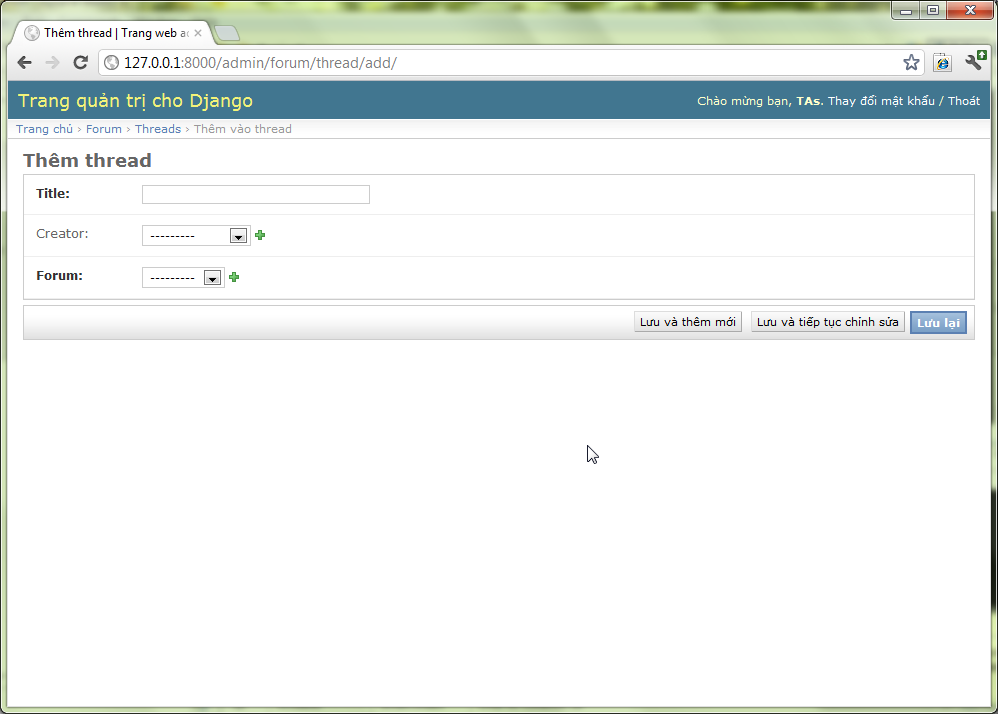 Thêm thread | Trang web ad
127.0.0.1:8000/admin/forum/thread/add/
Trang quản trị cho Django
Chào mừng bạn, TAs. Thay đổi mật khẩu / Thoát
Trang chủ › Forum › Threads › Thêm vào thread
Thêm thread
Title:
Creator: ---------
Forum: ---------
Lưu và thêm mới Lưu và tiếp tục chỉnh sửa Lưu lại